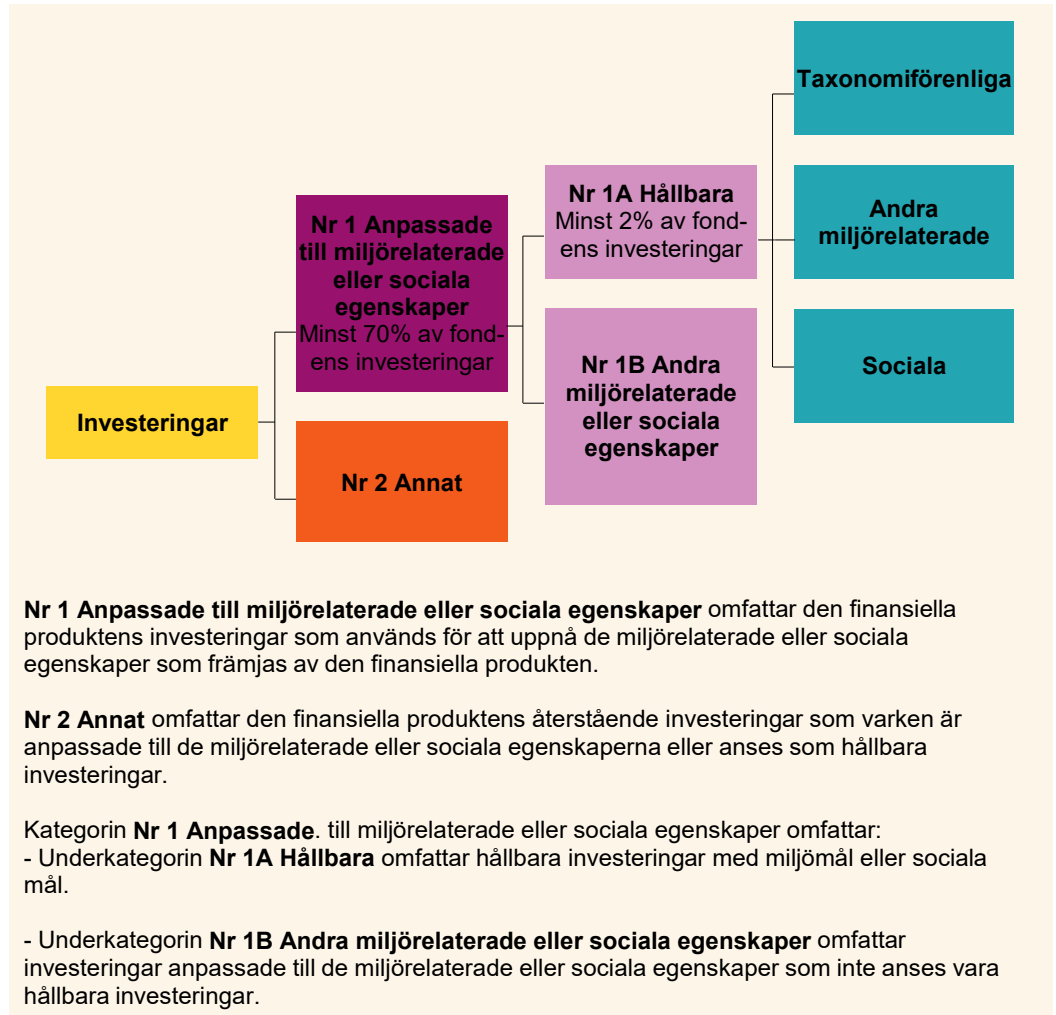 Taxonomiförenliga
Nr 1A Hållbara
Minst 2% av fond-
ens investeringar
Andra
miljörelaterade
Nr 1 Anpassade
till miljörelaterade
eller sociala
egenskaper
Minst 70% av fond-
ens investeringar
Nr 1B Andra
miljörelaterade
eller sociala
egenskaper
Sociala
Investeringar
Nr 2 Annat
Nr 1 Anpassade till miljörelaterade eller sociala egenskaper omfattar den finansiella
produktens investeringar som används för att uppnå de miljörelaterade eller sociala
egenskaper som främjas av den finansiella produkten.
Nr 2 Annat omfattar den finansiella produktens återstående investeringar som varken är
anpassade till de miljörelaterade eller sociala egenskaperna eller anses som hållbara
investeringar.
Kategorin Nr 1 Anpassade. till miljörelaterade eller sociala egenskaper omfattar:
- Underkategorin Nr 1A Hållbara omfattar hållbara investeringar med miljömål eller sociala
mål.
- Underkategorin Nr 1B Andra miljörelaterade eller sociala egenskaper omfattar
investeringar anpassade till de miljörelaterade eller sociala egenskaper som inte anses vara
hållbara investeringar.